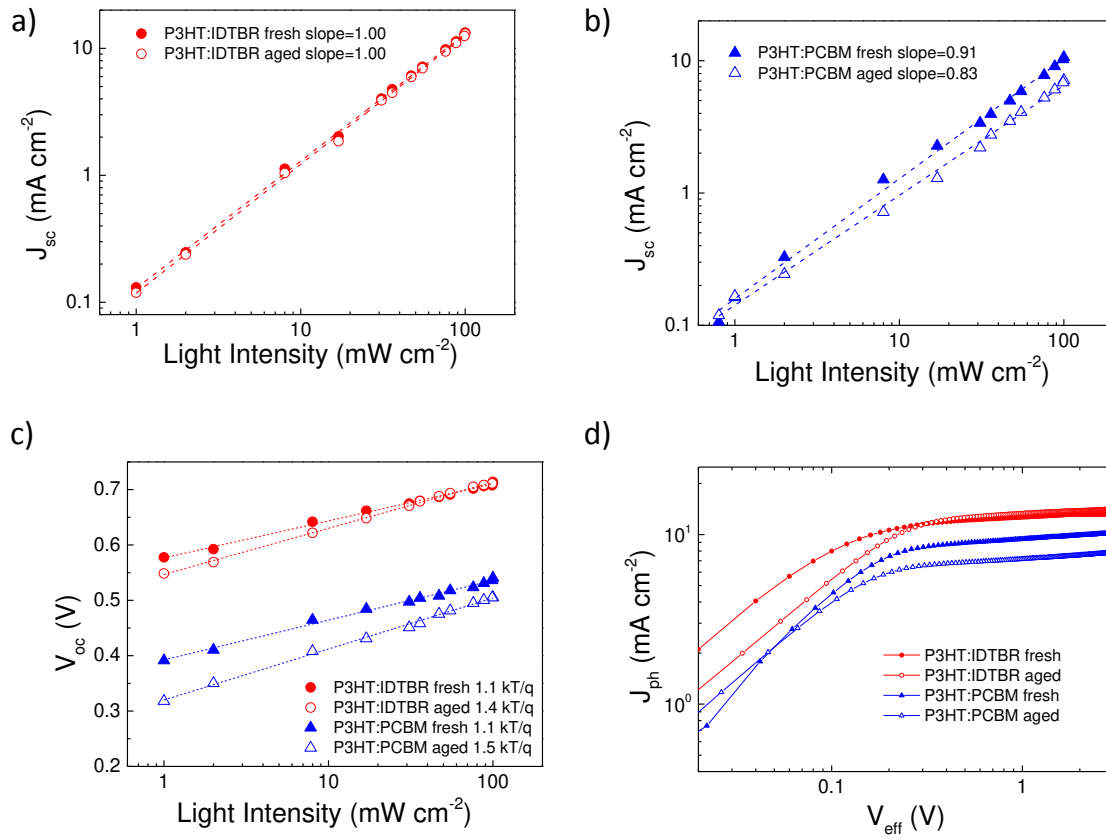 a)
P3HT:IDTBR fresh slope=1.00
P3HT:IDTBR aged slope=1.00
10
1
0.1
J_sc (mA cm⁻²)
1
10
100
Light Intensity (mW cm⁻²)
b)
P3HT:PCBM fresh slope=0.91
P3HT:PCBM aged slope=0.83
10
1
0.1
J_sc (mA cm⁻²)
1
10
100
Light Intensity (mW cm⁻²)
c)
0.7
0.6
0.5
0.4
0.3
0.2
V_oc (V)
P3HT:IDTBR fresh 1.1 kT/q
P3HT:IDTBR aged 1.4 kT/q
P3HT:PCBM fresh 1.1 kT/q
P3HT:PCBM aged 1.5 kT/q
1
10
100
Light Intensity (mW cm⁻²)
d)
10¹
10⁰
J_ph (mA cm⁻²)
P3HT:IDTBR fresh
P3HT:IDTBR aged
P3HT:PCBM fresh
P3HT:PCBM aged
0.1
1
V_eff (V)